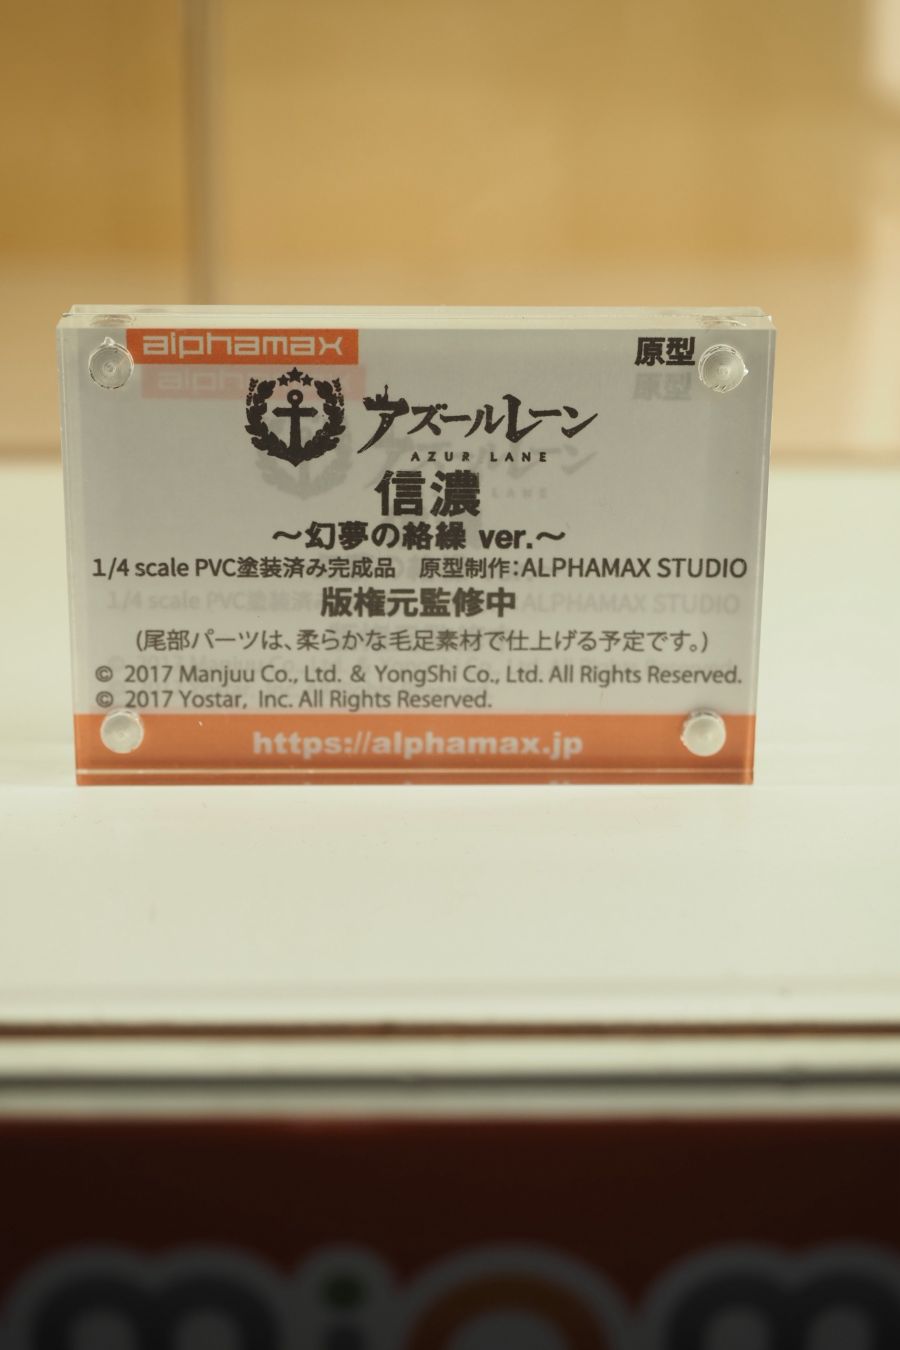 alphamax 原型
アズールレーン
AZUR LANE
信濃
～幻夢の絡繰 ver.～
1/4 scale PVC塗装済み完成品 原型制作：ALPHAMAX STUDIO
版権元監修中
(尾部パーツは、柔らかな毛足素材で仕上げる予定です。)
© 2017 Manjuu Co., Ltd. & YongShi Co., Ltd. All Rights Reserved.
© 2017 Yostar, Inc. All Rights Reserved.
https://alphamax.jp